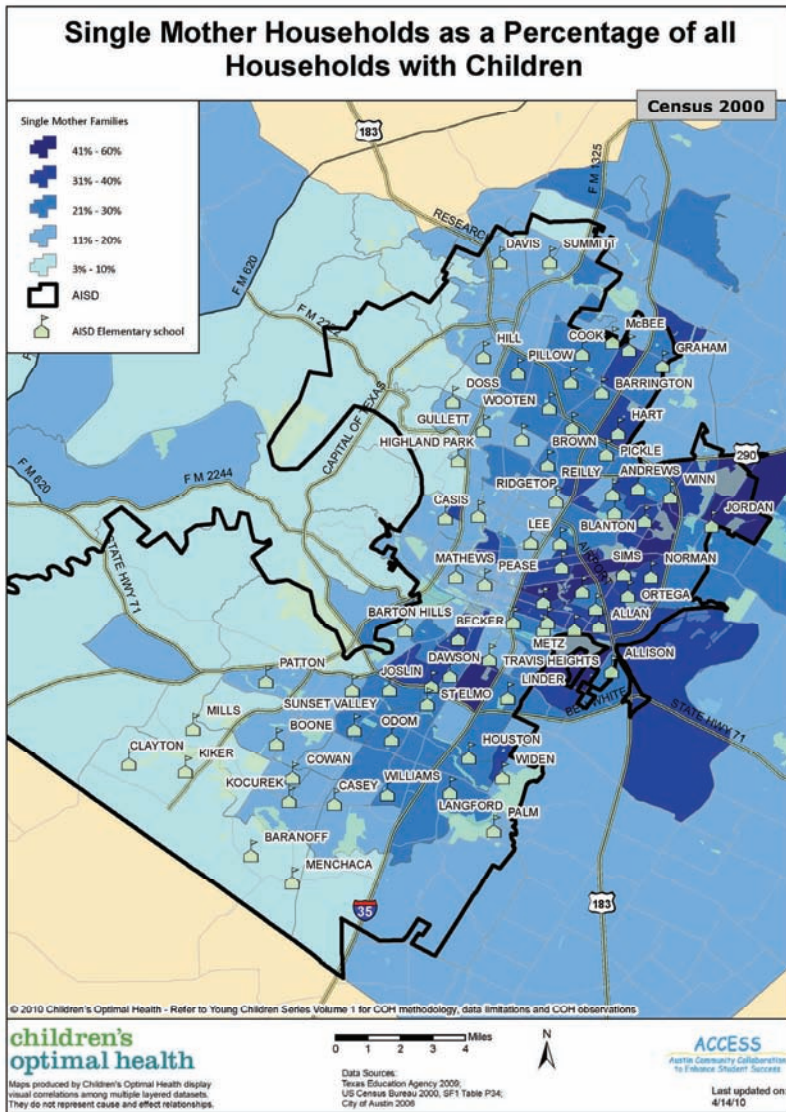 Single Mother Households as a Percentage of all
Households with Children
Census 2000
Single Mother Families
41% - 60%
31% - 40%
21% - 30%
11% - 20%
3% - 10%
AISD
AISD Elementary school
183
F M 1325
RESEARCH
DAVIS
SUMMITT
F M 620
F M 2222
McBEE
COOK
GRAHAM
HILL
PILLOW
DOSS
BARRINGTON
WOOTEN
CAPITAL OF TEXAS
GULLETT
HART
HIGHLAND PARK
BROWN
PICKLE
290
F M 620
F M 2244
REILLY
ANDREWS
WINN
RIDGETOP
CASIS
JORDAN
LEE
BLANTON
STATE HWY 71
AIRPORT
SIMS
NORMAN
MATHEWS
PEASE
ORTEGA
BARTON HILLS
BECKER
ALLAN
METZ
ALLISON
DAWSON
TRAVIS HEIGHTS
PATTON
JOSLIN
LINDER
ST ELMO
BEN WHITE
STATE HWY 71
SUNSET VALLEY
MILLS
BOONE
ODOM
HOUSTON
CLAYTON
KIKER
COWAN
WIDEN
KOCUREK
CASEY
WILLIAMS
LANGFORD
PALM
BARANOFF
MENCHACA
35
183
© 2010 Children's Optimal Health - Refer to Young Children Series Volume 1 for COH methodology, data limitations and COH observations
children's
optimal health
Maps produced by Children's Optimal Health display
visual correlations among multiple layered datasets.
They do not represent cause and effect relationships.
0 1 2 3 4 Miles
N
Data Sources:
Texas Education Agency 2009;
US Census Bureau 2000, SF1 Table P34;
City of Austin 2006
ACCESS
Austin Community Collaboration
to Enhance Student Success
Last updated on:
4/14/10